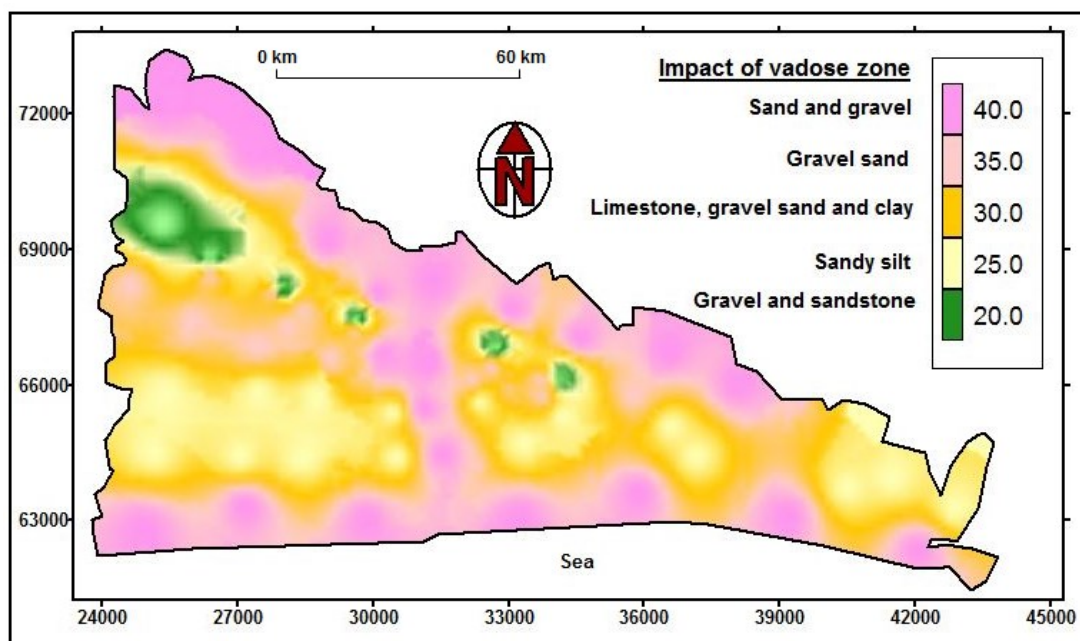 0 km 60 km
Impact of vadose zone
Sand and gravel 40.0
Gravel sand 35.0
Limestone, gravel sand and clay 30.0
Sandy silt 25.0
Gravel and sandstone 20.0
N
72000
69000
66000
63000
Sea
24000 27000 30000 33000 36000 39000 42000 45000